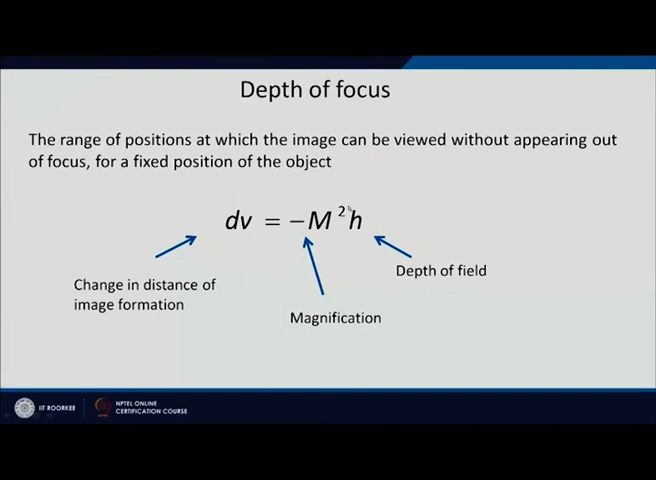 Depth of focus
The range of positions at which the image can be viewed without appearing out
of focus, for a fixed position of the object
dv = −M²h
Change in distance of
image formation
Magnification
Depth of field
IIT ROORKEE
NPTEL ONLINE
CERTIFICATION COURSE